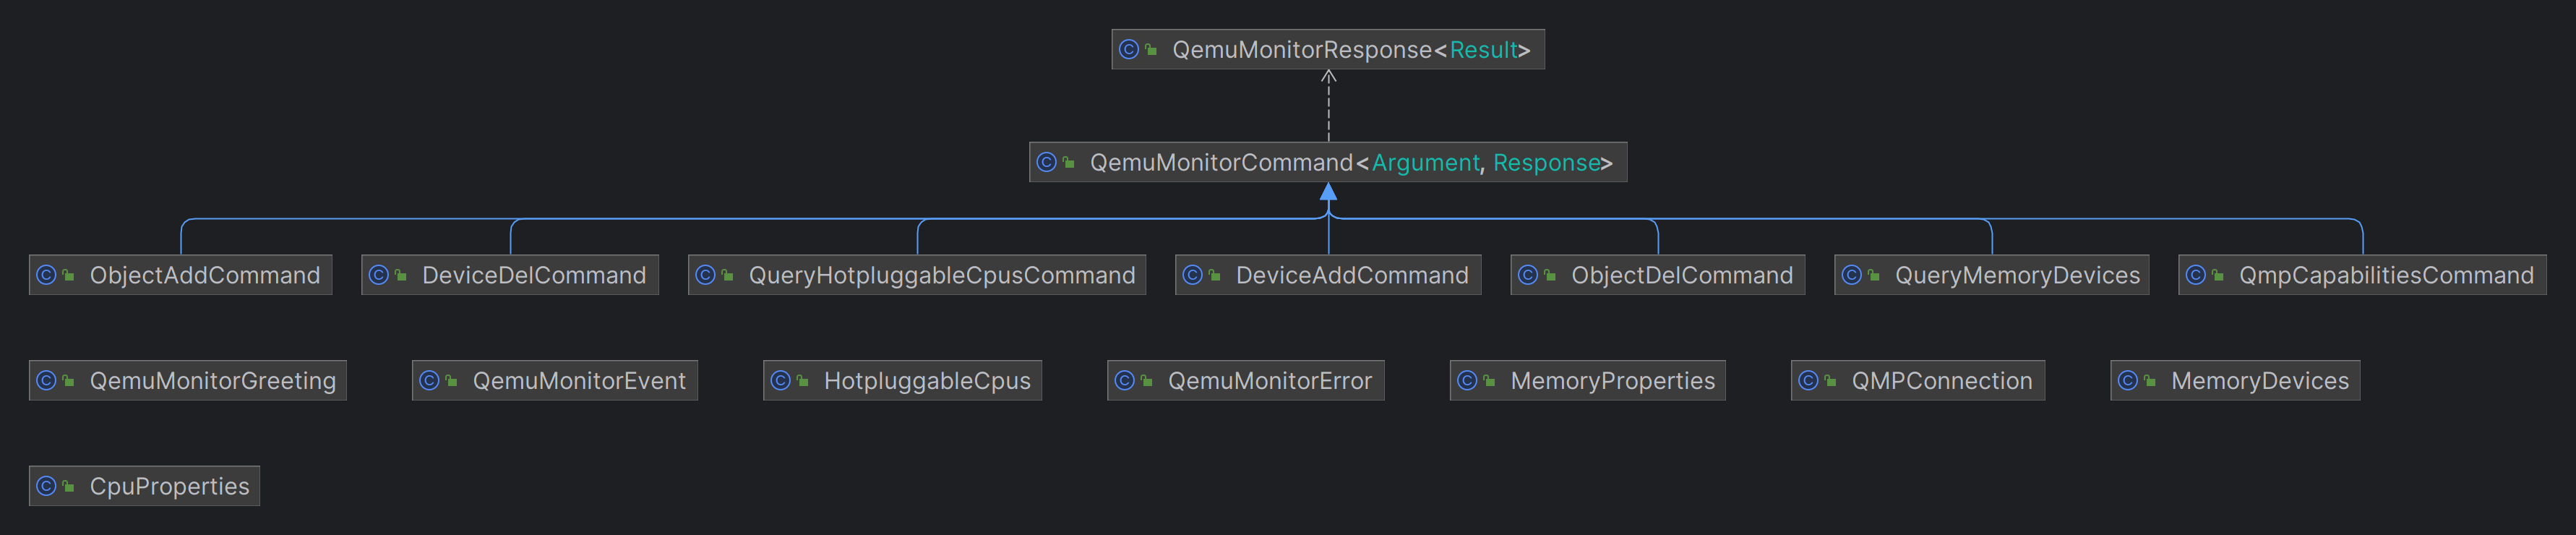 QemuMonitorResponse<Result>
QemuMonitorCommand<Argument, Response>
ObjectAddCommand
DeviceDelCommand
QueryHotpluggableCpusCommand
DeviceAddCommand
ObjectDelCommand
QueryMemoryDevices
QmpCapabilitiesCommand
QemuMonitorGreeting
QemuMonitorEvent
HotpluggableCpus
QemuMonitorError
MemoryProperties
QMPConnection
MemoryDevices
CpuProperties